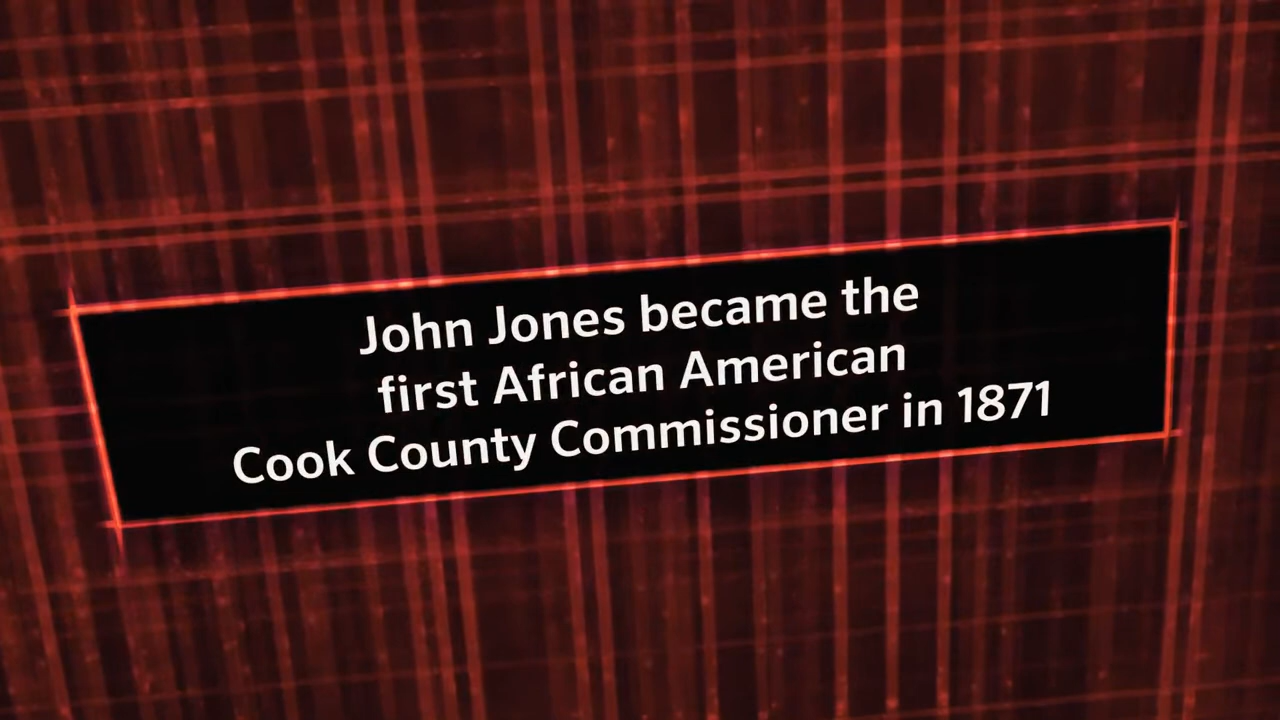 John Jones became the
first African American
Cook County Commissioner in 1871